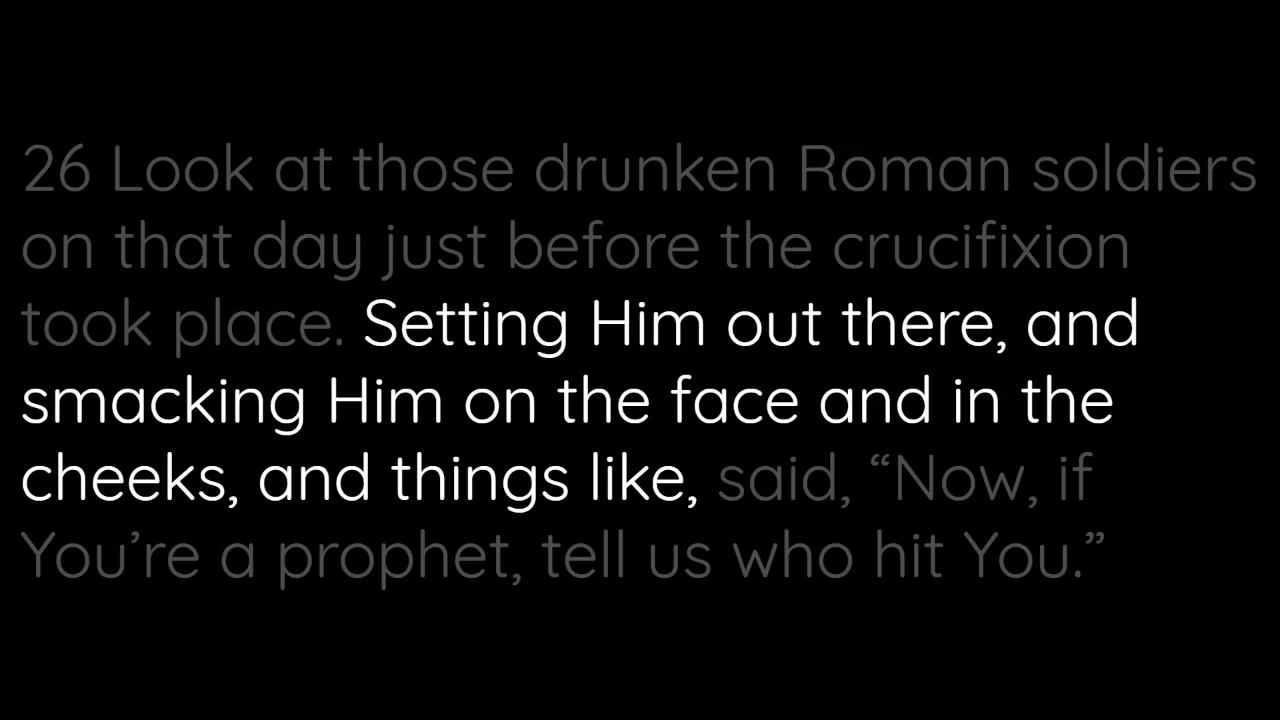 26 Look at those drunken Roman soldiers
on that day just before the crucifixion
took place. Setting Him out there, and
smacking Him on the face and in the
cheeks, and things like, said, “Now, if
You’re a prophet, tell us who hit You.”